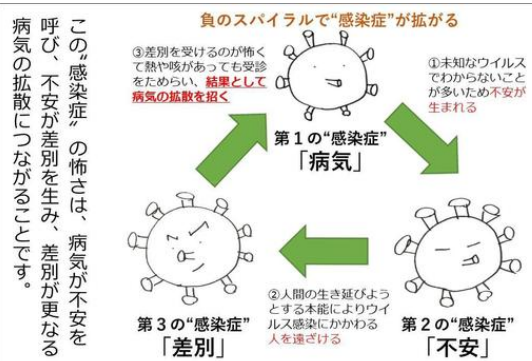 負のスパイラルで“感染症”が拡がる
この“感染症”の怖さは、病気が不安を
呼び、不安が差別を生み、差別が更なる
病気の拡散につながることです。
③差別を受けるのが怖く
て熱や咳があっても受診
をためらい、結果として
病気の拡散を招く
①未知なウイルス
でわからないこと
が多いため不安が
生まれる
第１の“感染症”
「病気」
②人間の生き延びよう
とする本能によりウイ
ルス感染にかかわる
人を遠ざける
第３の“感染症”
「差別」
第２の“感染症”
「不安」